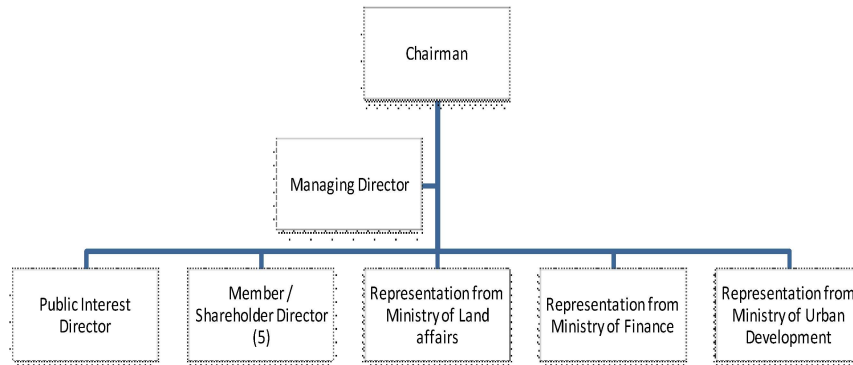 Chairman
Managing Director
Public Interest
Director
Member /
Shareholder Director
(5)
Representation from
Ministry of Land
affairs
Representation from
Ministry of Finance
Representation from
Ministry of Urban
Development